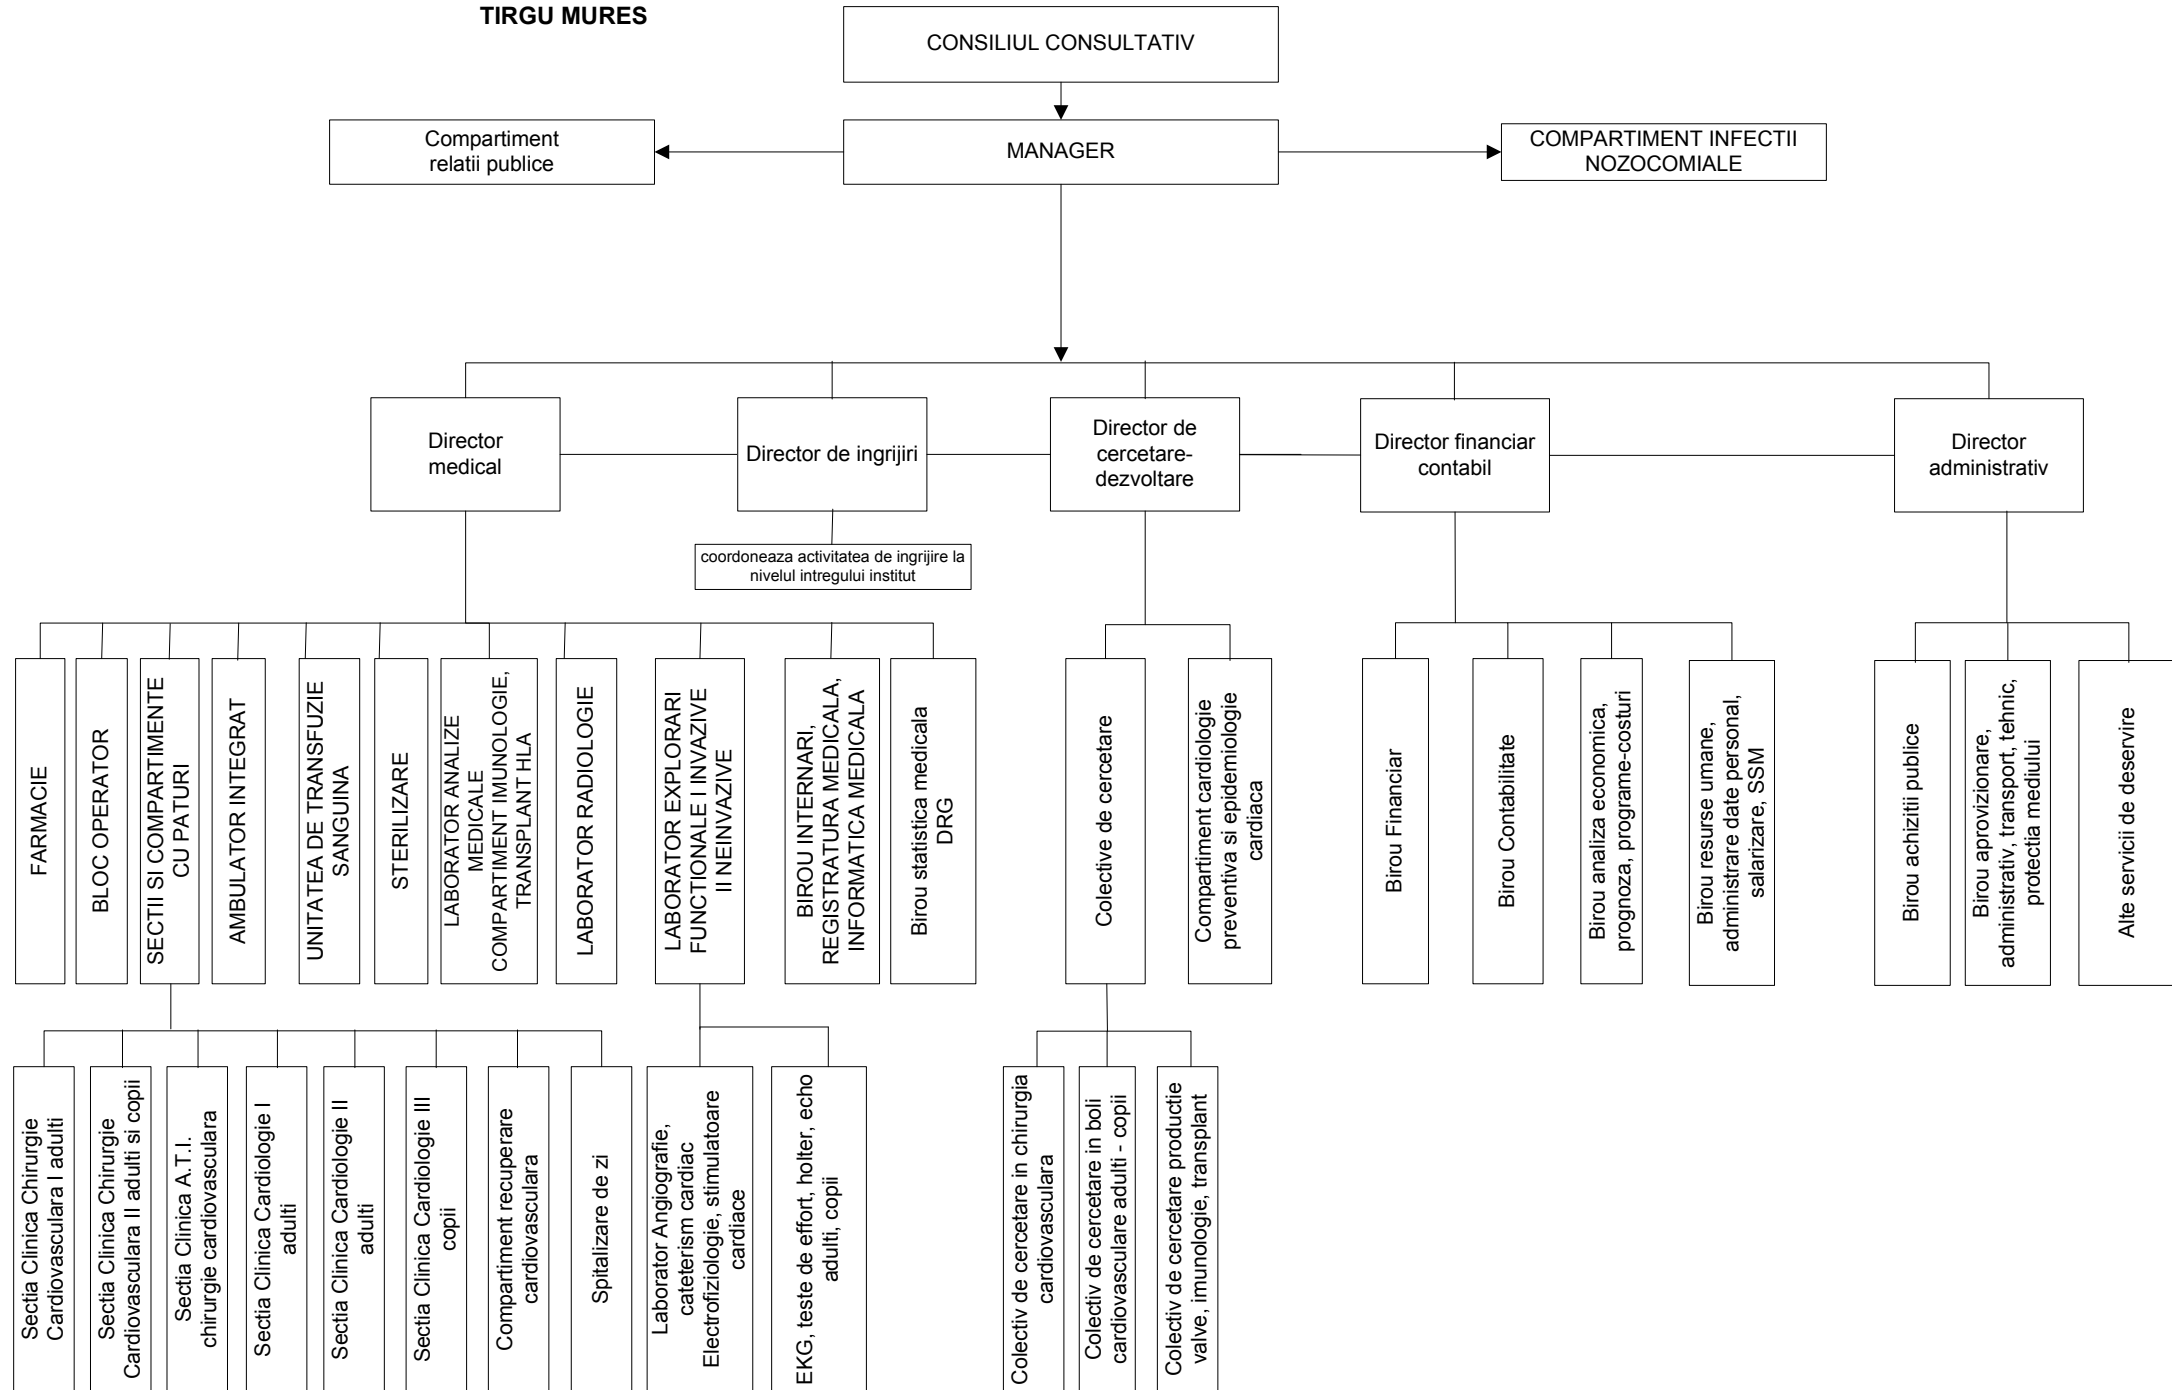 TIRGU MURES
CONSILIUL CONSULTATIV
Compartiment
relatii publice
MANAGER
COMPARTIMENT INFECTII
NOZOCOMIALE
Director
medical
Director de ingrijiri
Director de
cercetare-
dezvoltare
Director financiar
contabil
Director
administrativ
coordoneaza activitatea de ingrijire la
nivelul intregului institut
FARMACIE
BLOC OPERATOR
SECTII SI COMPARTIMENTE
CU PATURI
AMBULATOR INTEGRAT
UNITATEA DE TRANSFUZIE
SANGUINA
STERILIZARE
LABORATOR ANALIZE
MEDICALE
COMPARTIMENT IMUNOLOGIE,
TRANSPLANT HLA
LABORATOR RADIOLOGIE
LABORATOR EXPLORARI
FUNCTIONALE I INVAZIVE
II NEINVAZIVE
BIROU INTERNARI,
REGISTRATURA MEDICALA,
INFORMATICA MEDICALA
Birou statistica medicala
DRG
Colective de cercetare
Compartiment cardiologie
preventiva si epidemiologie
cardiaca
Birou Financiar
Birou Contabilitate
Birou analiza economica,
prognoza, programe-costuri
Birou resurse umane,
administrare date personal,
salarizare, SSM
Birou achizitii publice
Birou aprovizionare,
administrativ, transport, tehnic,
protectia mediului
Alte servicii de deservire
Sectia Clinica Chirurgie
Cardiovasculara I adulti
Sectia Clinica Chirurgie
Cardiovasculara II adulti si copii
Sectia Clinica A.T.I.
chirurgie cardiovasculara
Sectia Clinica Cardiologie I
adulti
Sectia Clinica Cardiologie II
adulti
Sectia Clinica Cardiologie III
copii
Compartiment recuperare
cardiovasculara
Spitalizare de zi
Laborator Angiografie,
cateterism cardiac
Electrofiziologie, stimulatoare
cardiace
EKG, teste de effort, holter, echo
adulti, copii
Colectiv de cercetare in chirurgia
cardiovasculara
Colectiv de cercetare in boli
cardiovasculare adulti - copii
Colectiv de cercetare productie
valve, imunologie, transplant